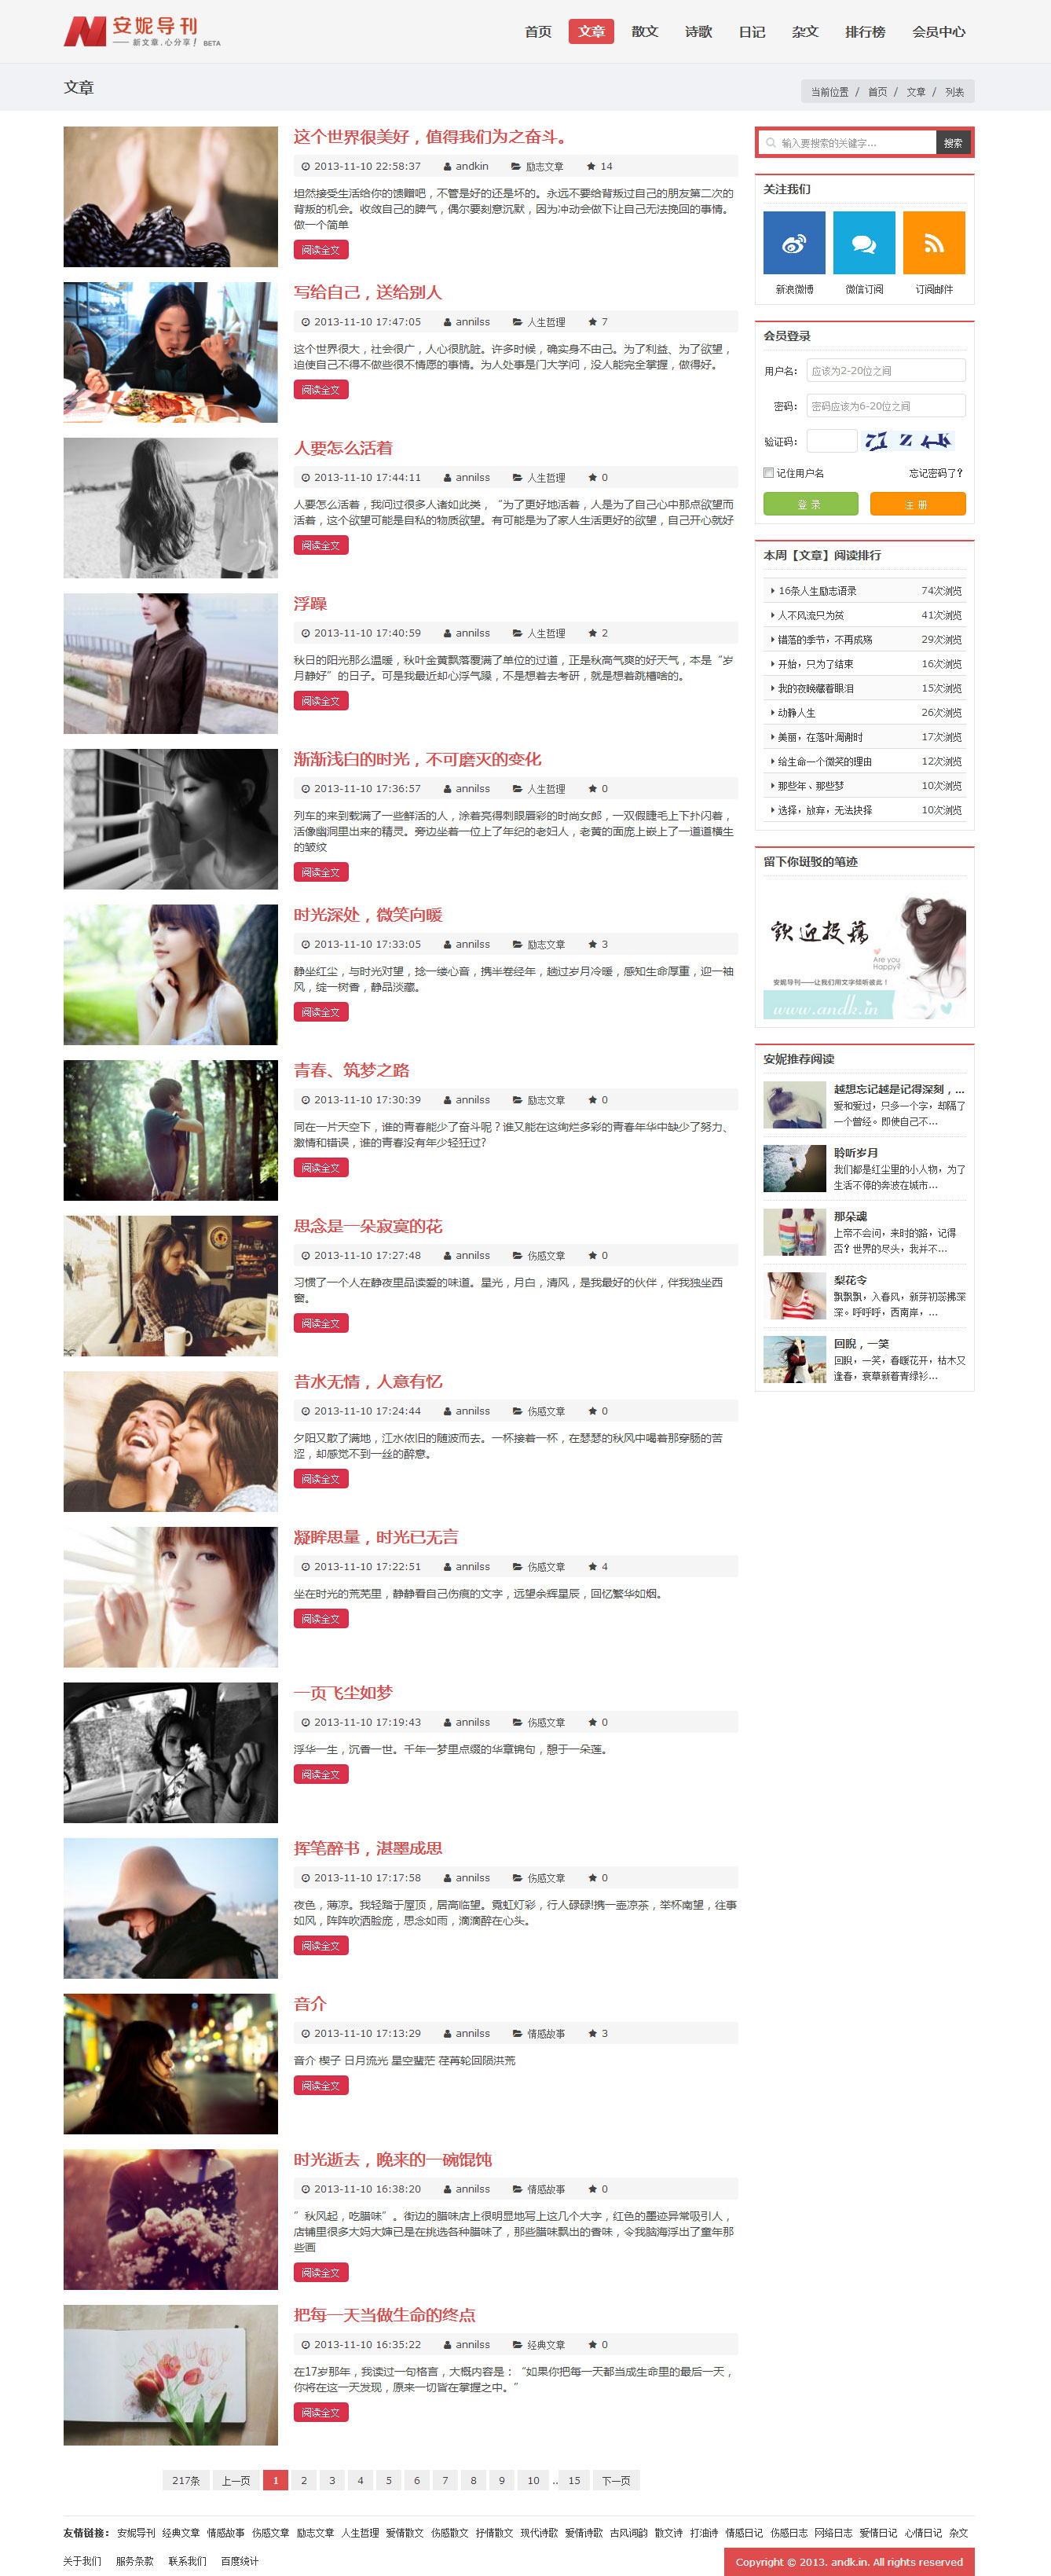 安妮导刊
—— 新文章.心分享! BETA
首页 文章 散文 诗歌 日记 杂文 排行榜 会员中心
文章
当前位置 / 首页 / 文章 / 列表
这个世界很美好，值得我们为之奋斗。
2013-11-10 22:58:37 andkin 励志文章 14
坦然接受生活给你的馈赠吧，不管是好的还是坏的。永远不要给背叛过自己的朋友第二次的
背叛的机会。收敛自己的脾气，偶尔要刻意沉默，因为冲动会做下让自己无法挽回的事情。
做一个简单
阅读全文
写给自己，送给别人
2013-11-10 17:47:05 annilss 人生哲理 7
这个世界很大，社会很广，人心很肮脏。许多时候，确实身不由己。为了利益、为了欲望，
迫使自己不得不做些很不情愿的事情。为人处事是门大学问，没人能完全掌握，做得好。
阅读全文
人要怎么活着
2013-11-10 17:44:11 annilss 人生哲理 0
人要怎么活着，我问过很多人诸如此类，“为了更好地活着，人是为了自己心中那点欲望而
活着，这个欲望可能是自私的物质欲望。有可能是为了家人生活更好的欲望，自己开心就好
阅读全文
浮躁
2013-11-10 17:40:59 annilss 人生哲理 2
秋日的阳光那么温暖，秋叶金黄飘落覆满了单位的过道，正是秋高气爽的好天气，本是“岁
月静好”的日子。可是我最近却心浮气躁，不是想着去考研，就是想着跳槽啥的。
阅读全文
渐渐浅白的时光，不可磨灭的变化
2013-11-10 17:36:57 annilss 人生哲理 0
列车的来到载满了一些鲜活的人，涂着亮得刺眼唇彩的时尚女郎，一双假睫毛上下扑闪着，
活像幽洞里出来的精灵。旁边坐着一位上了年纪的老妇人，老黄的面庞上嵌上了一道道横生
的皱纹
阅读全文
时光深处，微笑向暖
2013-11-10 17:33:05 annilss 励志文章 3
静坐红尘，与时光对望，捻一缕心音，携半卷经年，趟过岁月冷暖，感知生命厚重，迎一袖
风，绽一树香，静品淡藏。
阅读全文
青春、筑梦之路
2013-11-10 17:30:39 annilss 励志文章 0
同在一片天空下，谁的青春能少了奋斗呢？谁又能在这绚烂多彩的青春年华中缺少了努力、
激情和错误，谁的青春没有年少轻狂过?
阅读全文
思念是一朵寂寞的花
2013-11-10 17:27:48 annilss 伤感文章 0
习惯了一个人在静夜里品读爱的味道。星光，月白，清风，是我最好的伙伴，伴我独坐西
窗。
阅读全文
昔水无情，人意有忆
2013-11-10 17:24:44 annilss 伤感文章 0
夕阳又散了满地，江水依旧的随波而去。一杯接着一杯，在瑟瑟的秋风中喝着那穿肠的苦
涩，却感觉不到一丝的醉意。
阅读全文
凝眸思量，时光已无言
2013-11-10 17:22:51 annilss 伤感文章 4
坐在时光的荒芜里，静静看自己伤痕的文字，远望余辉星辰，回忆繁华如烟。
阅读全文
一页飞尘如梦
2013-11-10 17:19:43 annilss 伤感文章 0
浮华一生，沉香一世。千年一梦里点缀的华章锦句，憩于一朵莲。
阅读全文
挥笔醉书，湛墨成思
2013-11-10 17:17:58 annilss 伤感文章 0
夜色，薄凉。我轻踏于屋顶，居高临望。霓虹灯彩，行人碌碌!携一壶凉茶，举杯南望，往事
如风，阵阵吹洒脸庞，思念如雨，滴滴醉在心头。
阅读全文
音介
2013-11-10 17:13:29 annilss 情感故事 3
音介 楔子 日月流光 星空蜚茫 荏苒轮回陨洪荒
阅读全文
时光逝去，晚来的一碗馄饨
2013-11-10 16:38:20 annilss 情感故事 0
”秋风起，吃腊味”。街边的腊味店上很明显地写上这几个大字，红色的墨迹异常吸引人，
店铺里很多大妈大婶已是在挑选各种腊味了，那些腊味飘出的香味，令我脑海浮出了童年那
些画
阅读全文
把每一天当做生命的终点
2013-11-10 16:35:22 annilss 经典文章 0
在17岁那年，我读过一句格言，大概内容是：“如果你把每一天都当成生命里的最后一天，
你将在这一天发现，原来一切皆在掌握之中。”
阅读全文
217条 上一页 1 2 3 4 5 6 7 8 9 10 .. 15 下一页
输入要搜索的关键字... 搜索
关注我们
新浪微博 微信订阅 订阅邮件
会员登录
用户名: 应该为2-20位之间
密码: 密码应该为6-20位之间
验证码:
记住用户名 忘记密码了?
登 录 注 册
本周【文章】阅读排行
16条人生励志语录 74次浏览
人不风流只为贫 41次浏览
错落的季节，不再成殇 29次浏览
开始，只为了结束 16次浏览
我的夜晚藏着眼泪 15次浏览
动静人生 26次浏览
美丽，在落叶凋谢时 17次浏览
给生命一个微笑的理由 12次浏览
那些年、那些梦 10次浏览
选择，放弃，无法抉择 10次浏览
留下你斑驳的笔迹
欢迎投稿
Are you
Happy?
安妮导刊——让我们用文字倾听彼此！
www.andk.in
安妮推荐阅读
越想忘记越是记得深刻，...
爱和爱过，只多一个字，却隔了
一个曾经。即使自己不...
聆听岁月
我们都是红尘里的小人物，为了
生活不停的奔波在城市...
那朵魂
上帝不会问，来时的路，记得
否？世界的尽头，我并不...
梨花令
飘飘飘，入春风，新芽初蕊拂深
深。呼呼呼，西南岸，...
回眸，一笑
回眸，一笑，春暖花开，枯木又
逢春，衰草新着青绿衫...
友情链接: 安妮导刊 经典文章 情感故事 伤感文章 励志文章 人生哲理 爱情散文 伤感散文 抒情散文 现代诗歌 爱情诗歌 古风词韵 散文诗 打油诗 情感日记 伤感日志 网络日志 爱情日记 心情日记 杂文
关于我们 服务条款 联系我们 百度统计
Copyright © 2013. andk.in. All rights reserved